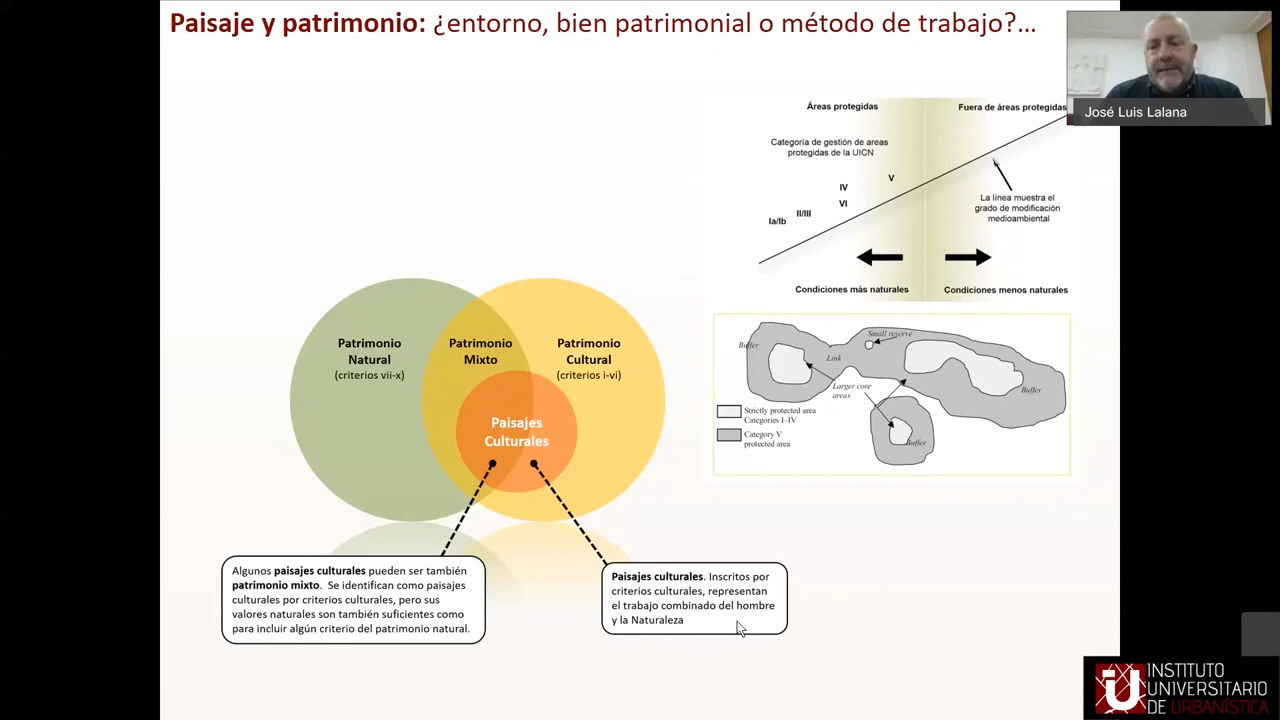 Paisaje y patrimonio: ¿entorno, bien patrimonial o método de trabajo?…
José Luis Lalana
Áreas protegidas
Fuera de áreas protegidas
Categoría de gestión de areas
protegidas de la UICN
V
IV
VI
II/III
Ia/Ib
La línea muestra el
grado de modificación
medioambiental
Condiciones más naturales
Condiciones menos naturales
Patrimonio
Natural
(criterios vii-x)
Patrimonio
Mixto
Patrimonio
Cultural
(criterios i-vi)
Paisajes
Culturales
Buffer
Small reserve
Link
Larger core
areas
Buffer
Buffer
Strictly protected area
Categories I–IV
Category V
protected area
Algunos paisajes culturales pueden ser también
patrimonio mixto. Se identifican como paisajes
culturales por criterios culturales, pero sus
valores naturales son también suficientes como
para incluir algún criterio del patrimonio natural.
Paisajes culturales. Inscritos por
criterios culturales, representan
el trabajo combinado del hombre
y la Naturaleza
iU
INSTITUTO
UNIVERSITARIO
DE URBANÍSTICA